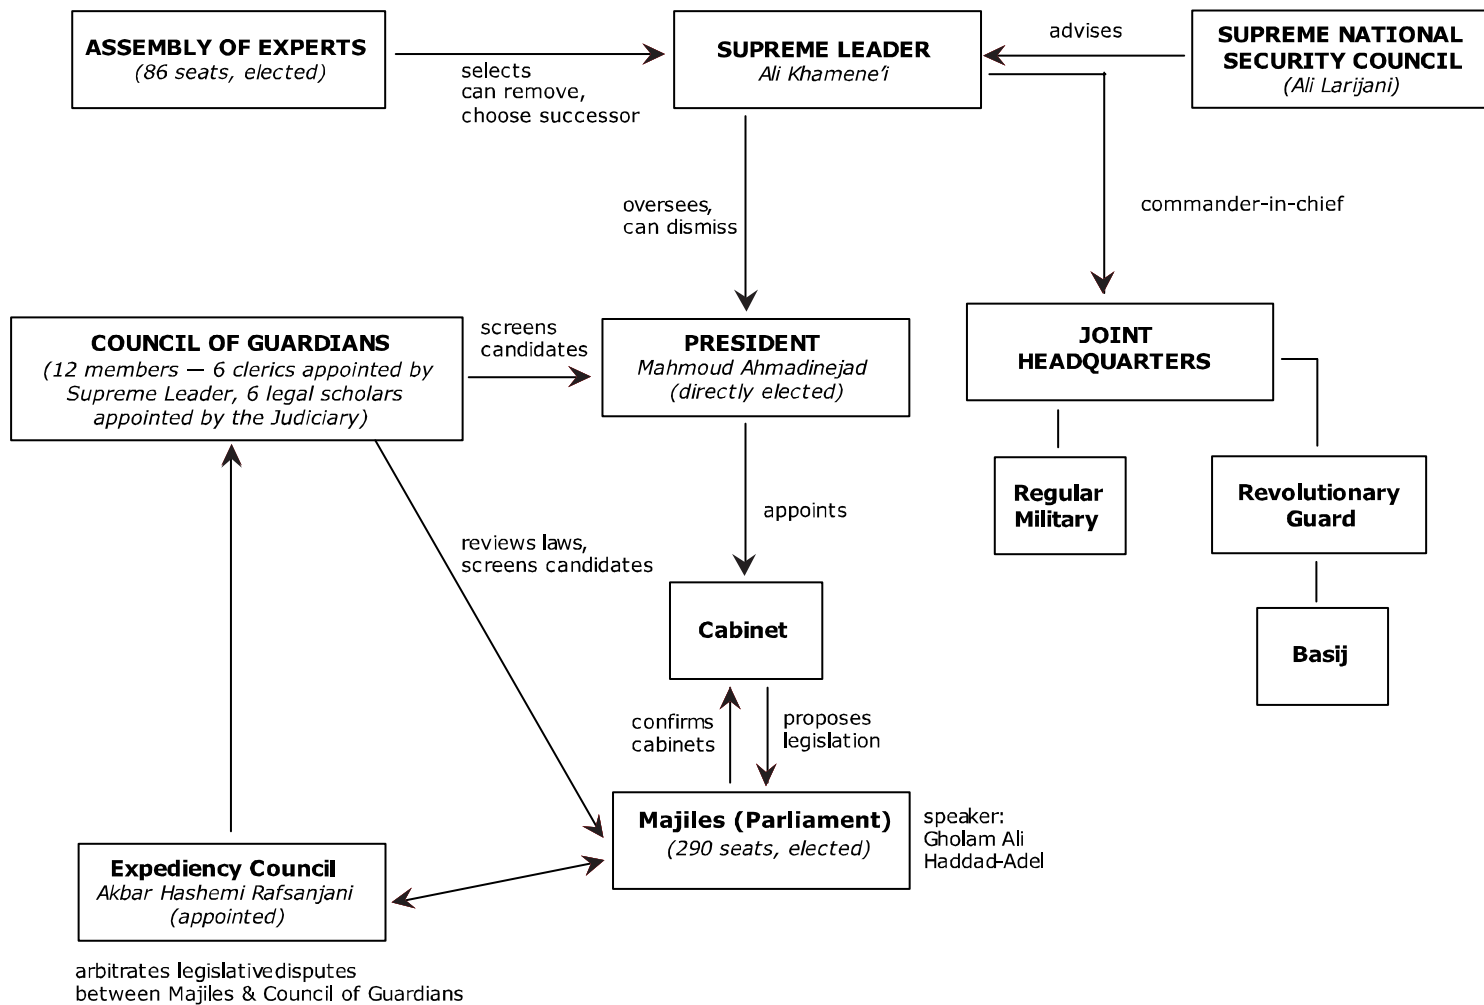 ASSEMBLY OF EXPERTS
(86 seats, elected)
selects
can remove,
choose successor
SUPREME LEADER
Ali Khamene'i
advises
SUPREME NATIONAL
SECURITY COUNCIL
(Ali Larijani)
oversees,
can dismiss
commander-in-chief
COUNCIL OF GUARDIANS
(12 members — 6 clerics appointed by
Supreme Leader, 6 legal scholars
appointed by the Judiciary)
screens
candidates
PRESIDENT
Mahmoud Ahmadinejad
(directly elected)
JOINT
HEADQUARTERS
Regular
Military
Revolutionary
Guard
Basij
appoints
reviews laws,
screens candidates
Cabinet
confirms
cabinets
proposes
legislation
Majiles (Parliament)
(290 seats, elected)
speaker:
Gholam Ali
Haddad-Adel
Expediency Council
Akbar Hashemi Rafsanjani
(appointed)
arbitrates legislativedisputes
between Majiles & Council of Guardians